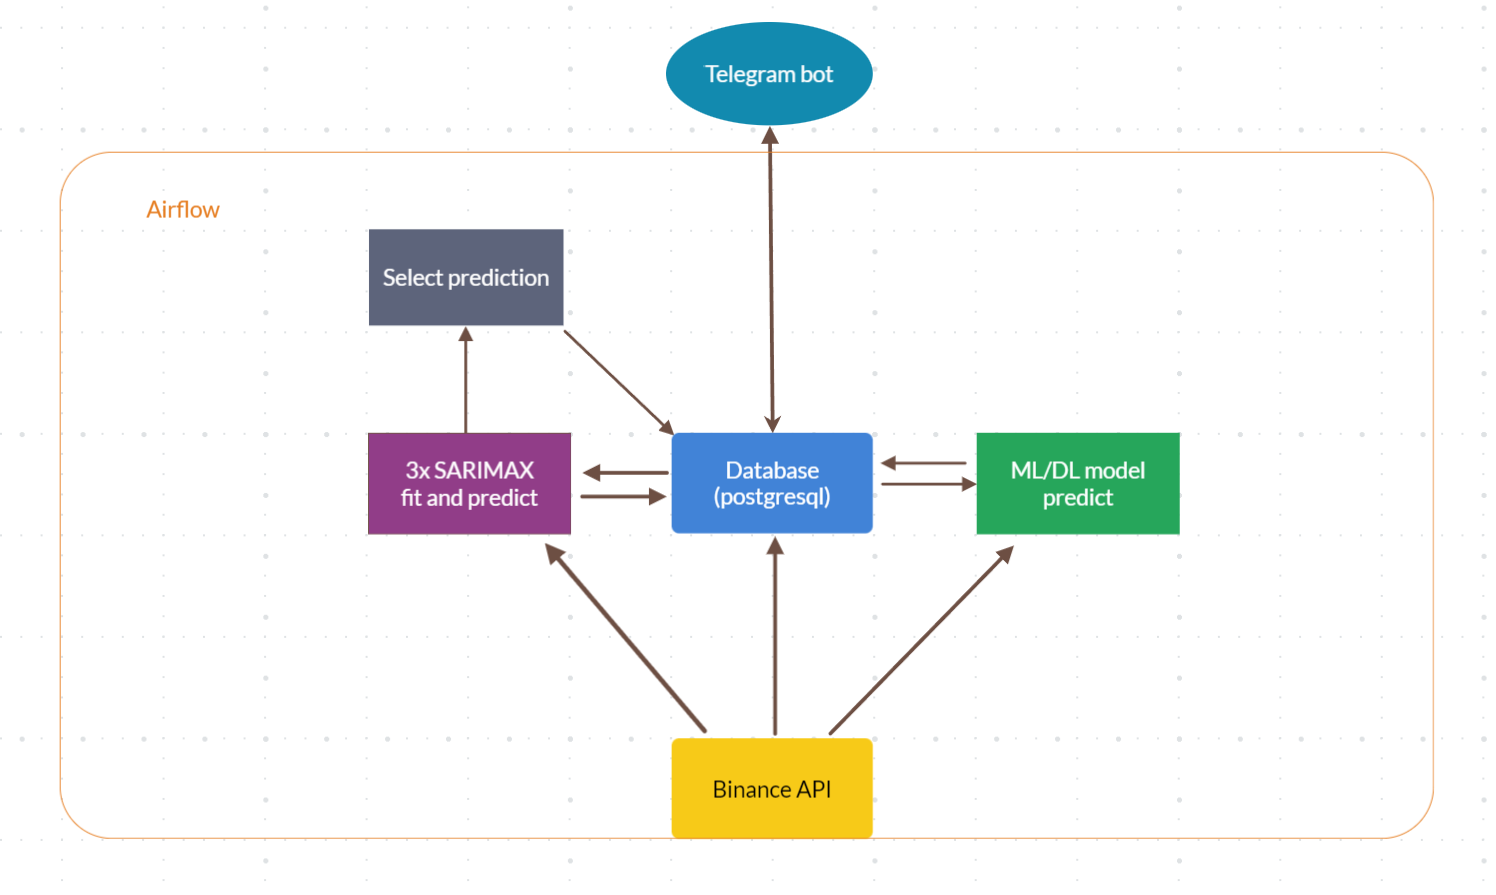 Telegram bot
Airflow
Select prediction
3x SARIMAX
fit and predict
Database
(postgresql)
ML/DL model
predict
Binance API